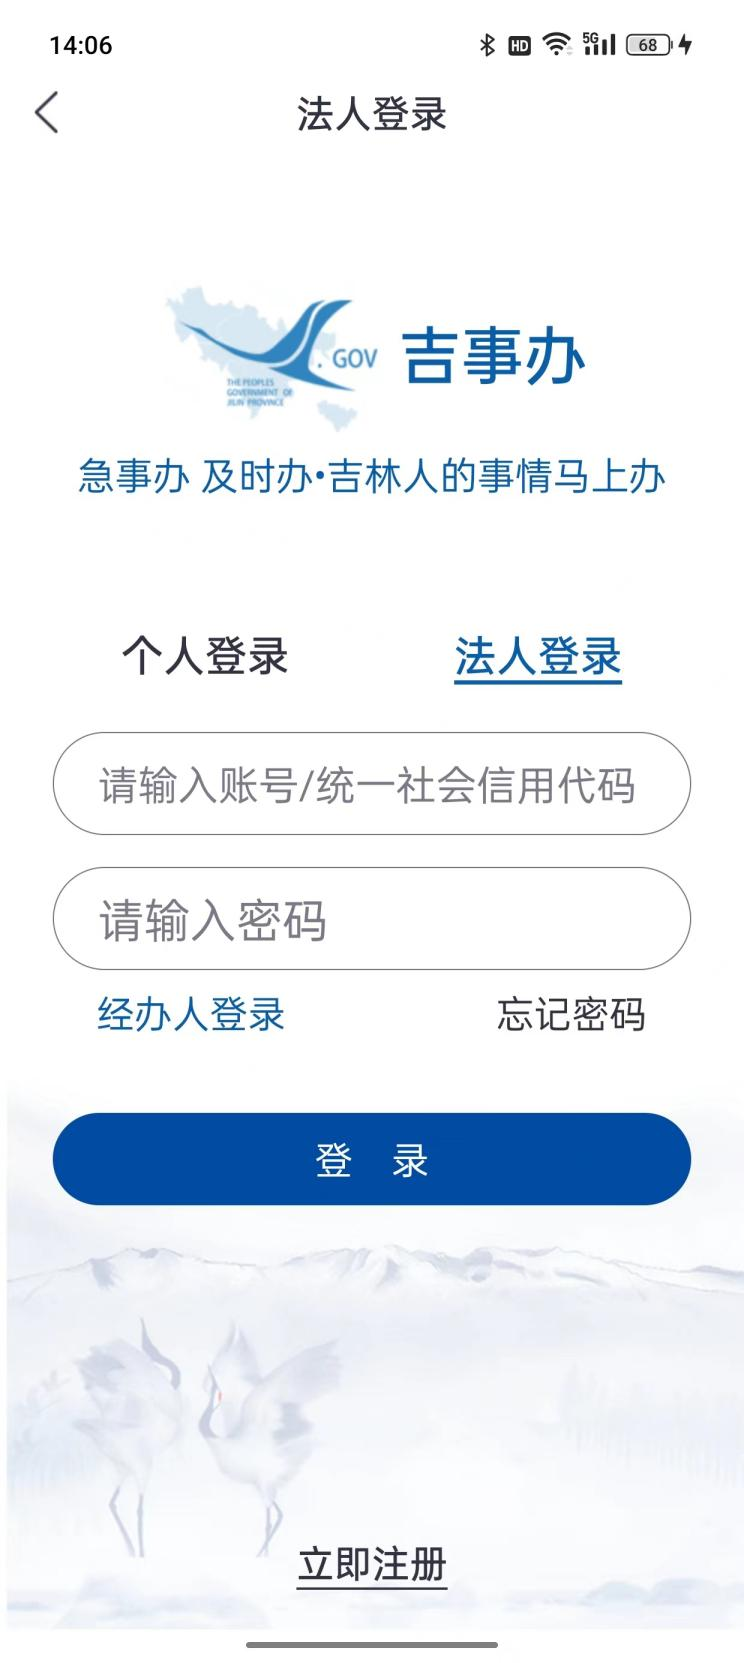 14:06
HD 5G 68
法人登录
.GOV 吉事办
THE PEOPLES
GOVERNMENT OF
JILIN PROVINCE
急事办 及时办•吉林人的事情马上办
个人登录 法人登录
请输入账号/统一社会信用代码
请输入密码
经办人登录 忘记密码
登 录
立即注册